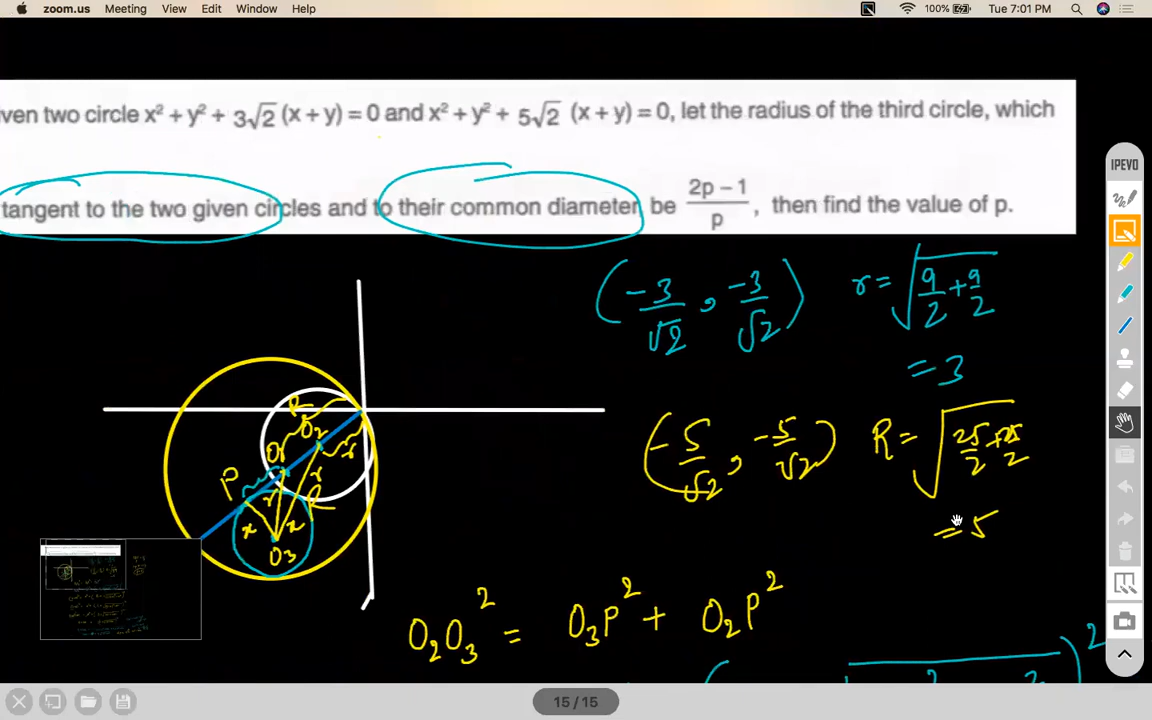 zoom.us Meeting View Edit Window Help 100% Tue 7:01 PM
ven two circle x² + y² + 3√2 (x + y) = 0 and x² + y² + 5√2 (x + y) = 0, let the radius of the third circle, which
tangent to the two given circles and to their common diameter be (2p – 1)/p, then find the value of p.
IPEVO
(-3/√2, -3/√2) r = √(9/2 + 9/2)
= 3
(-5/√2, -5/√2) R = √(25/2 + 25/2)
= 5
R
O₂
r
O₁
P
r
r
R
x
x
O₃
O₂O₃² = O₃P² + O₂P²
2
15 / 15